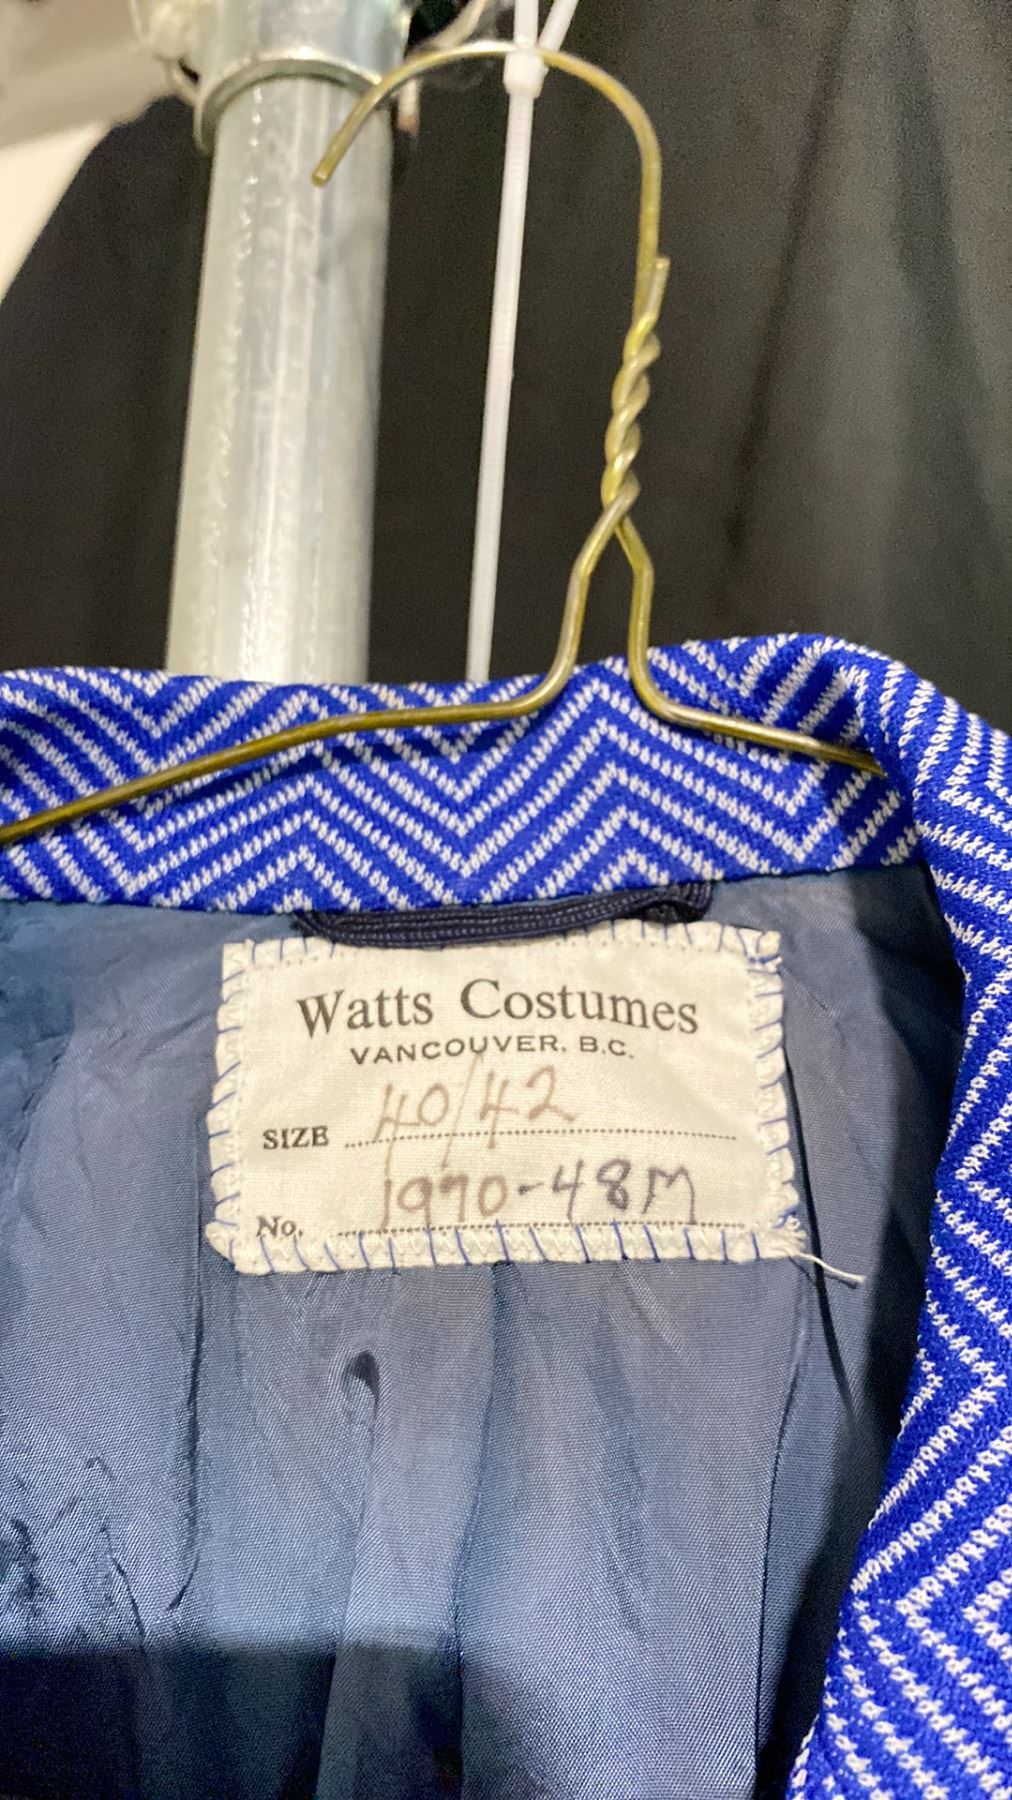 Watts Costumes
VANCOUVER, B.C.
SIZE 40/42
No. 1970-48M